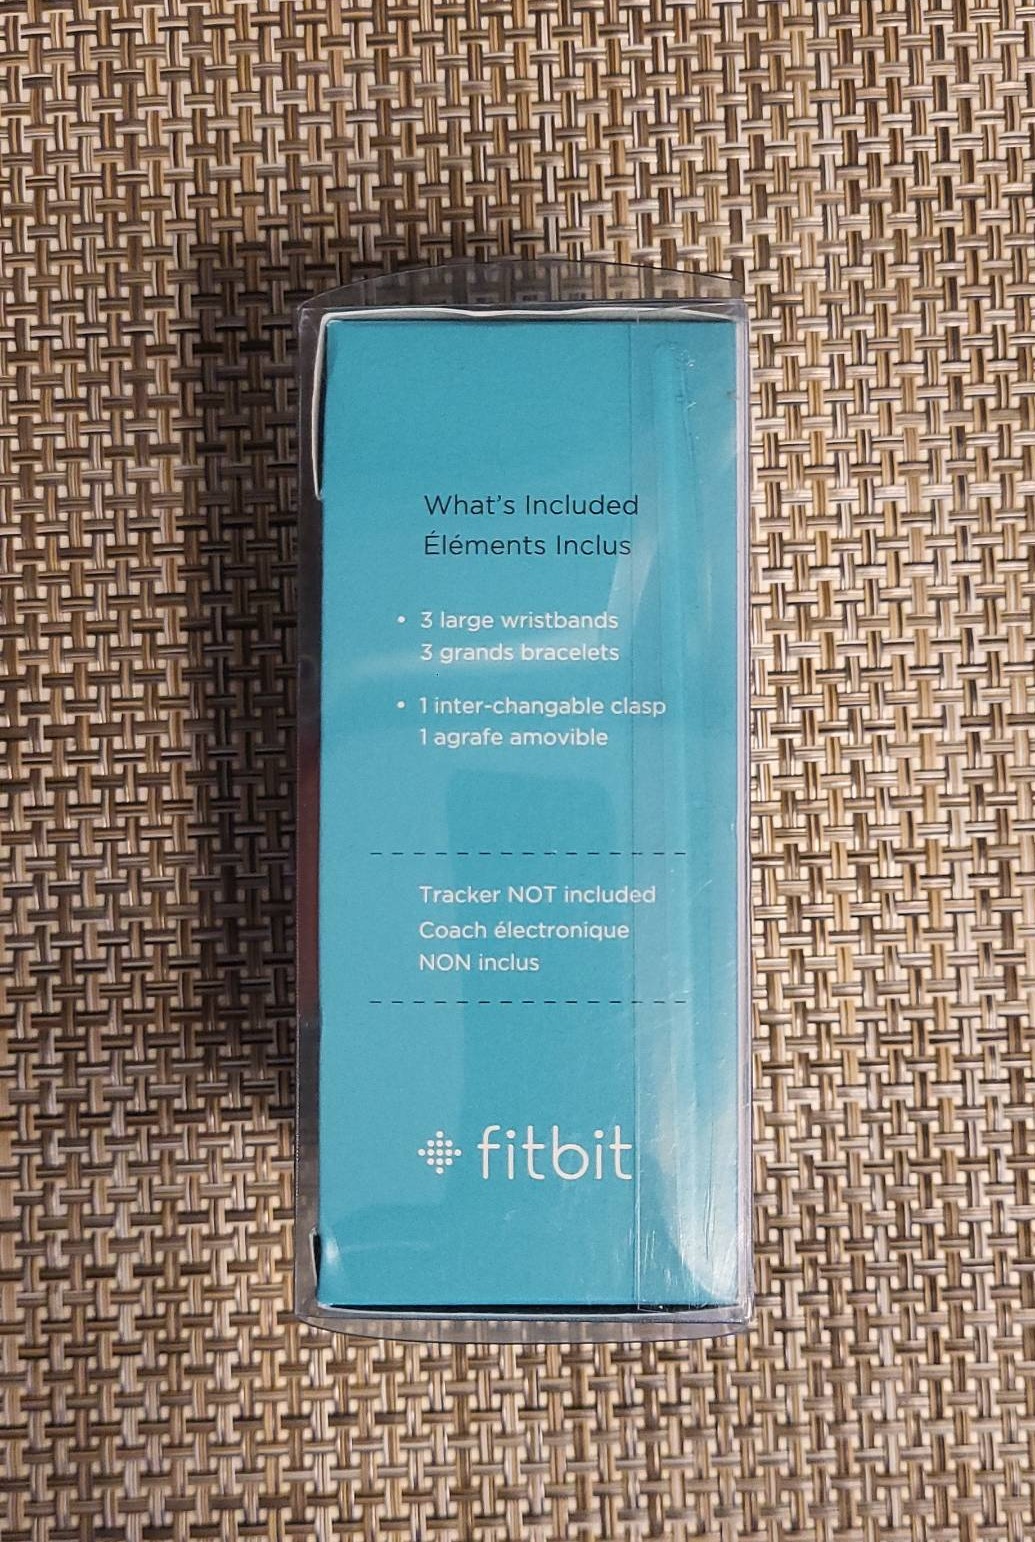 What's Included
Éléments Inclus
• 3 large wristbands
3 grands bracelets
• 1 inter-changable clasp
1 agrafe amovible
Tracker NOT included
Coach électronique
NON inclus
fitbit